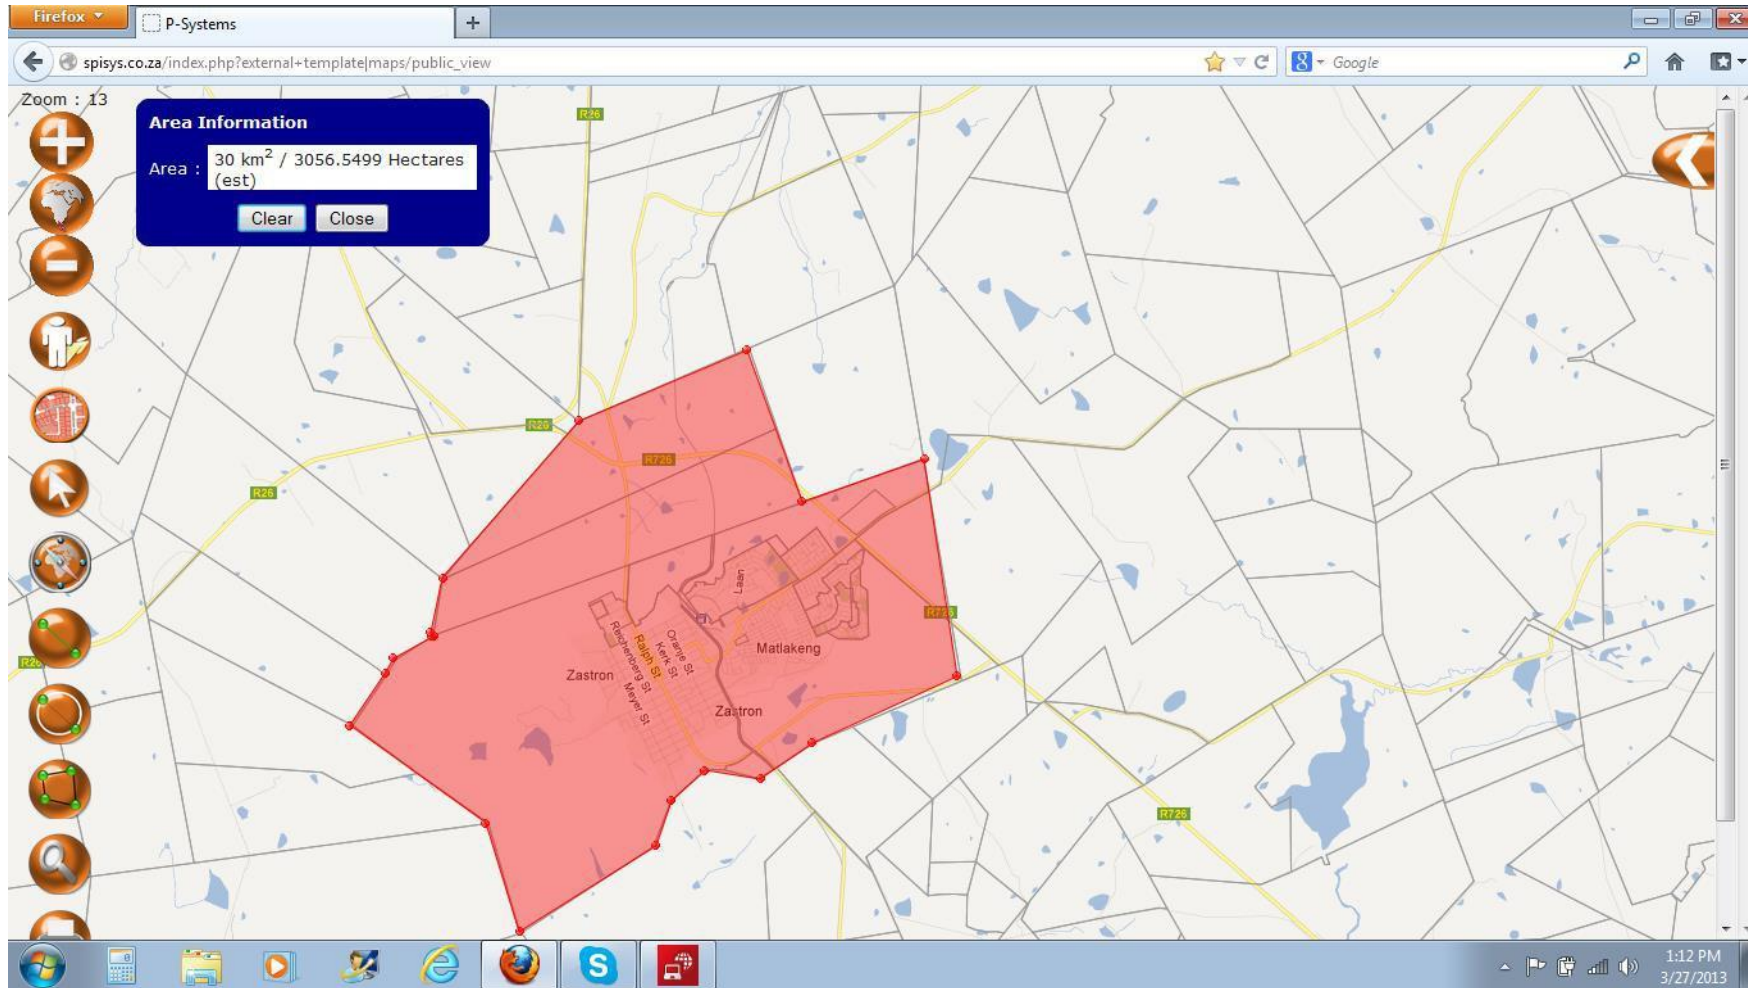 Firefox
P-Systems
spisys.co.za/index.php?external+template|maps/public_view
Google
Zoom : 13
Area Information
Area : 30 km² / 3056.5499 Hectares
(est)
Clear Close
R26
R26
R726
R26
R726
R26
Laan
Reichenberg St
Ralph St
Kerk St
Oranje St
Meyer St
Matlakeng
Zastron
Zastron
R726
1:12 PM
3/27/2013